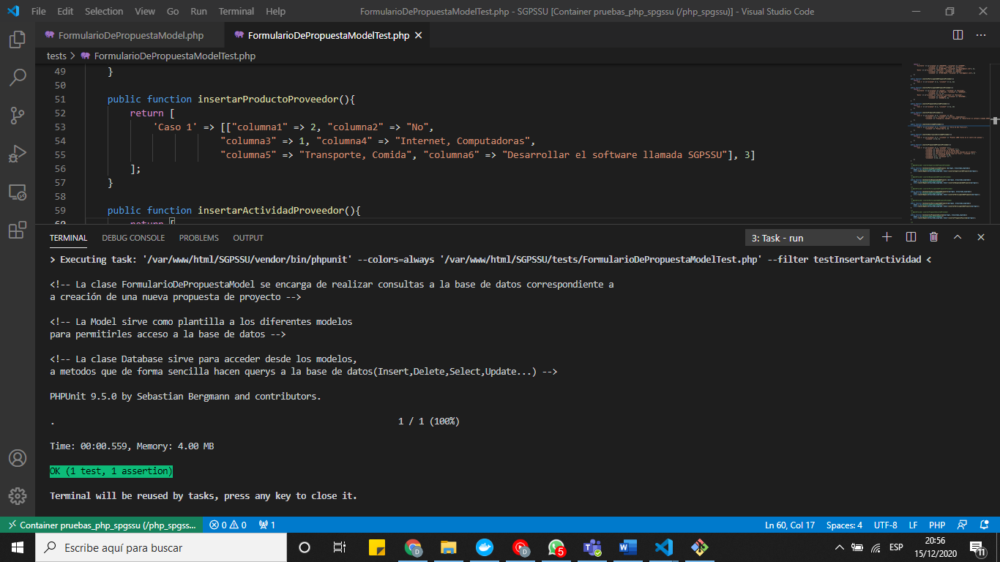 File Edit Selection View Go Run Terminal Help FormularioDePropuestaModelTest.php - SGPSSU [Container pruebas_php_spgssu (/php_spgssu)] - Visual Studio Code
FormularioDePropuestaModel.php FormularioDePropuestaModelTest.php
tests > FormularioDePropuestaModelTest.php
49 }
50
51 public function insertarProductoProveedor(){
52 return [
53 'Caso 1' => [["columna1" => 2, "columna2" => "No",
54 "columna3" => 1, "columna4" => "Internet, Computadoras",
55 "columna5" => "Transporte, Comida", "columna6" => "Desarrollar el software llamada SGPSSU"], 3]
56 ];
57 }
58
59 public function insertarActividadProveedor(){
60 return [
TERMINAL DEBUG CONSOLE PROBLEMS OUTPUT 3: Task - run
> Executing task: '/var/www/html/SGPSSU/vendor/bin/phpunit' --colors=always '/var/www/html/SGPSSU/tests/FormularioDePropuestaModelTest.php' --filter testInsertarActividad <
<!-- La clase FormularioDePropuestaModel se encarga de realizar consultas a la base de datos correspondiente a
a creación de una nueva propuesta de proyecto -->
<!-- La Model sirve como plantilla a los diferentes modelos
para permitirles acceso a la base de datos -->
<!-- La clase Database sirve para acceder desde los modelos,
a metodos que de forma sencilla hacen querys a la base de datos(Insert,Delete,Select,Update...) -->
PHPUnit 9.5.0 by Sebastian Bergmann and contributors.
. 1 / 1 (100%)
Time: 00:00.559, Memory: 4.00 MB
OK (1 test, 1 assertion)
Terminal will be reused by tasks, press any key to close it.
Container pruebas_php_spgssu (/php_spgss... 0 0 1 Ln 60, Col 17 Spaces: 4 UTF-8 LF PHP
Escribe aquí para buscar D D 5 ESP 20:56
15/12/2020 11